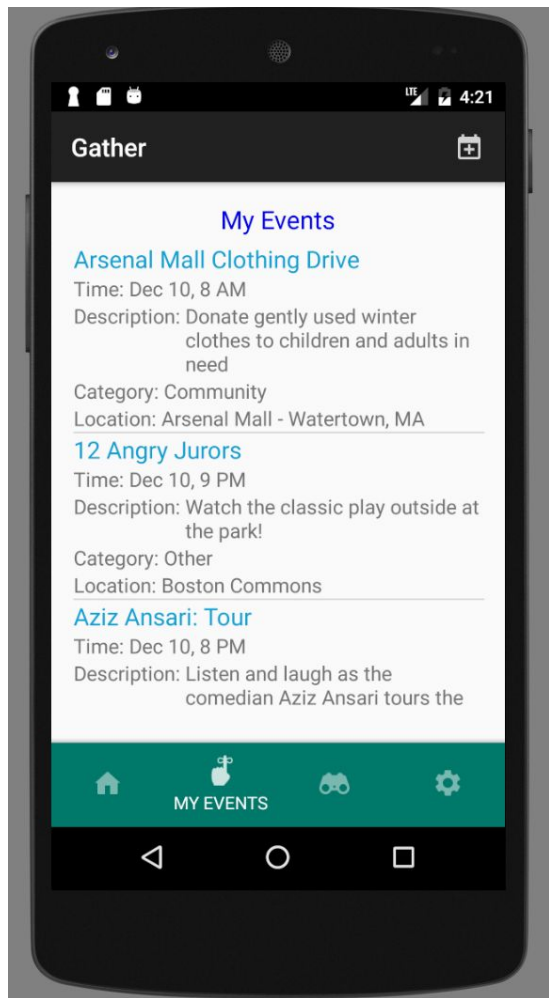 LTE 4:21
Gather
My Events
Arsenal Mall Clothing Drive
Time: Dec 10, 8 AM
Description: Donate gently used winter
clothes to children and adults in
need
Category: Community
Location: Arsenal Mall - Watertown, MA
12 Angry Jurors
Time: Dec 10, 9 PM
Description: Watch the classic play outside at
the park!
Category: Other
Location: Boston Commons
Aziz Ansari: Tour
Time: Dec 10, 8 PM
Description: Listen and laugh as the
comedian Aziz Ansari tours the
MY EVENTS